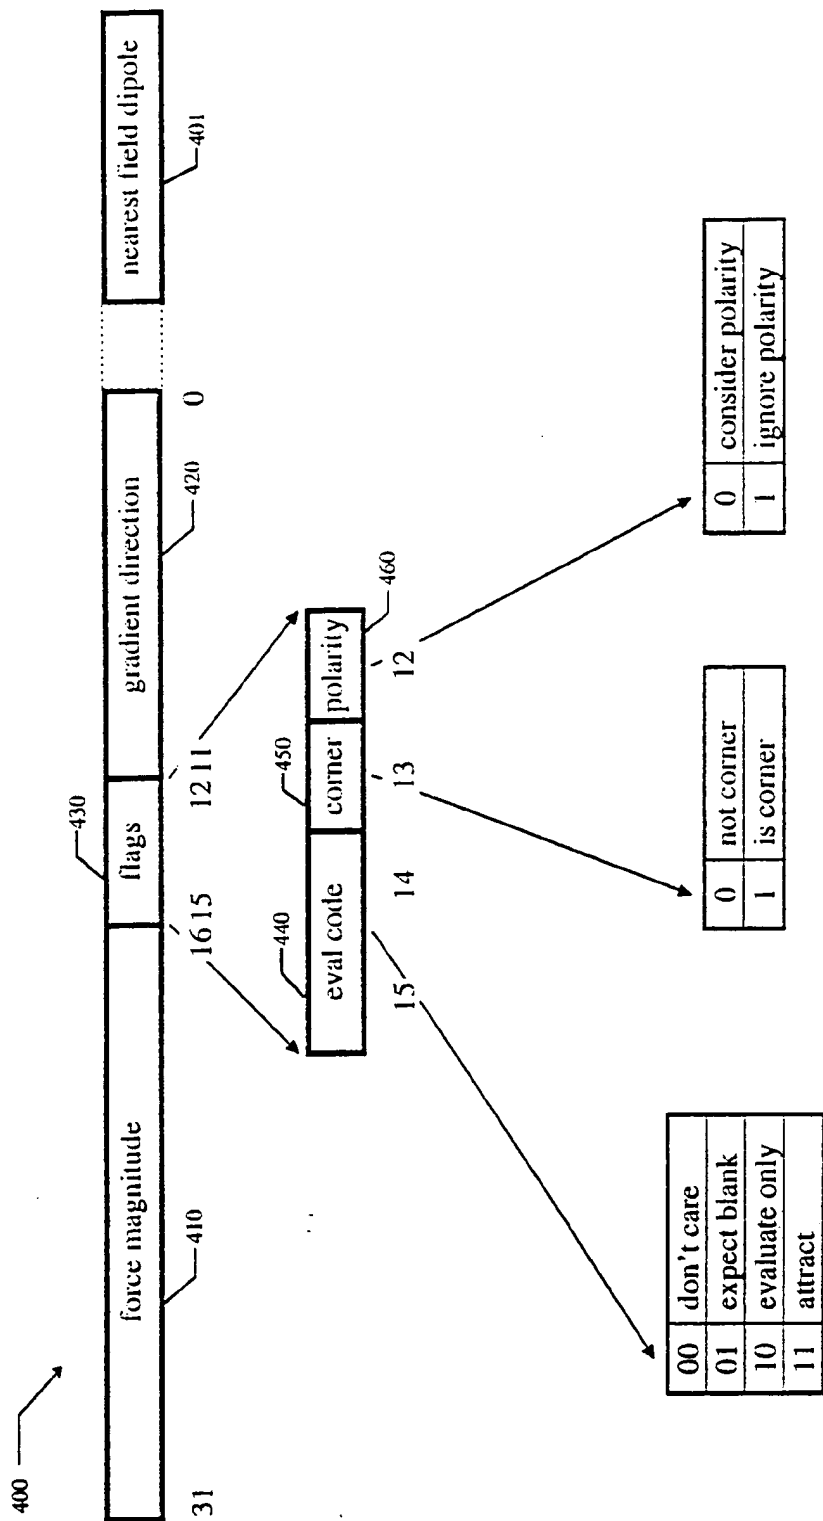 400
force magnitude
flags
gradient direction
nearest field dipole
430
410
420
401
31
16 15
12 11
0
440
450
460
eval code
corner
polarity
15
14
13
12
00 don't care
01 expect blank
10 evaluate only
11 attract
0 not corner
1 is corner
0 consider polarity
1 ignore polarity